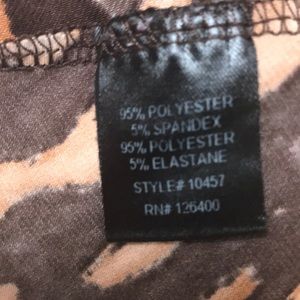 95% POLYESTER
5% SPANDEX
95% POLYESTER
5% ELASTANE
STYLE# 10457
RN# 126400